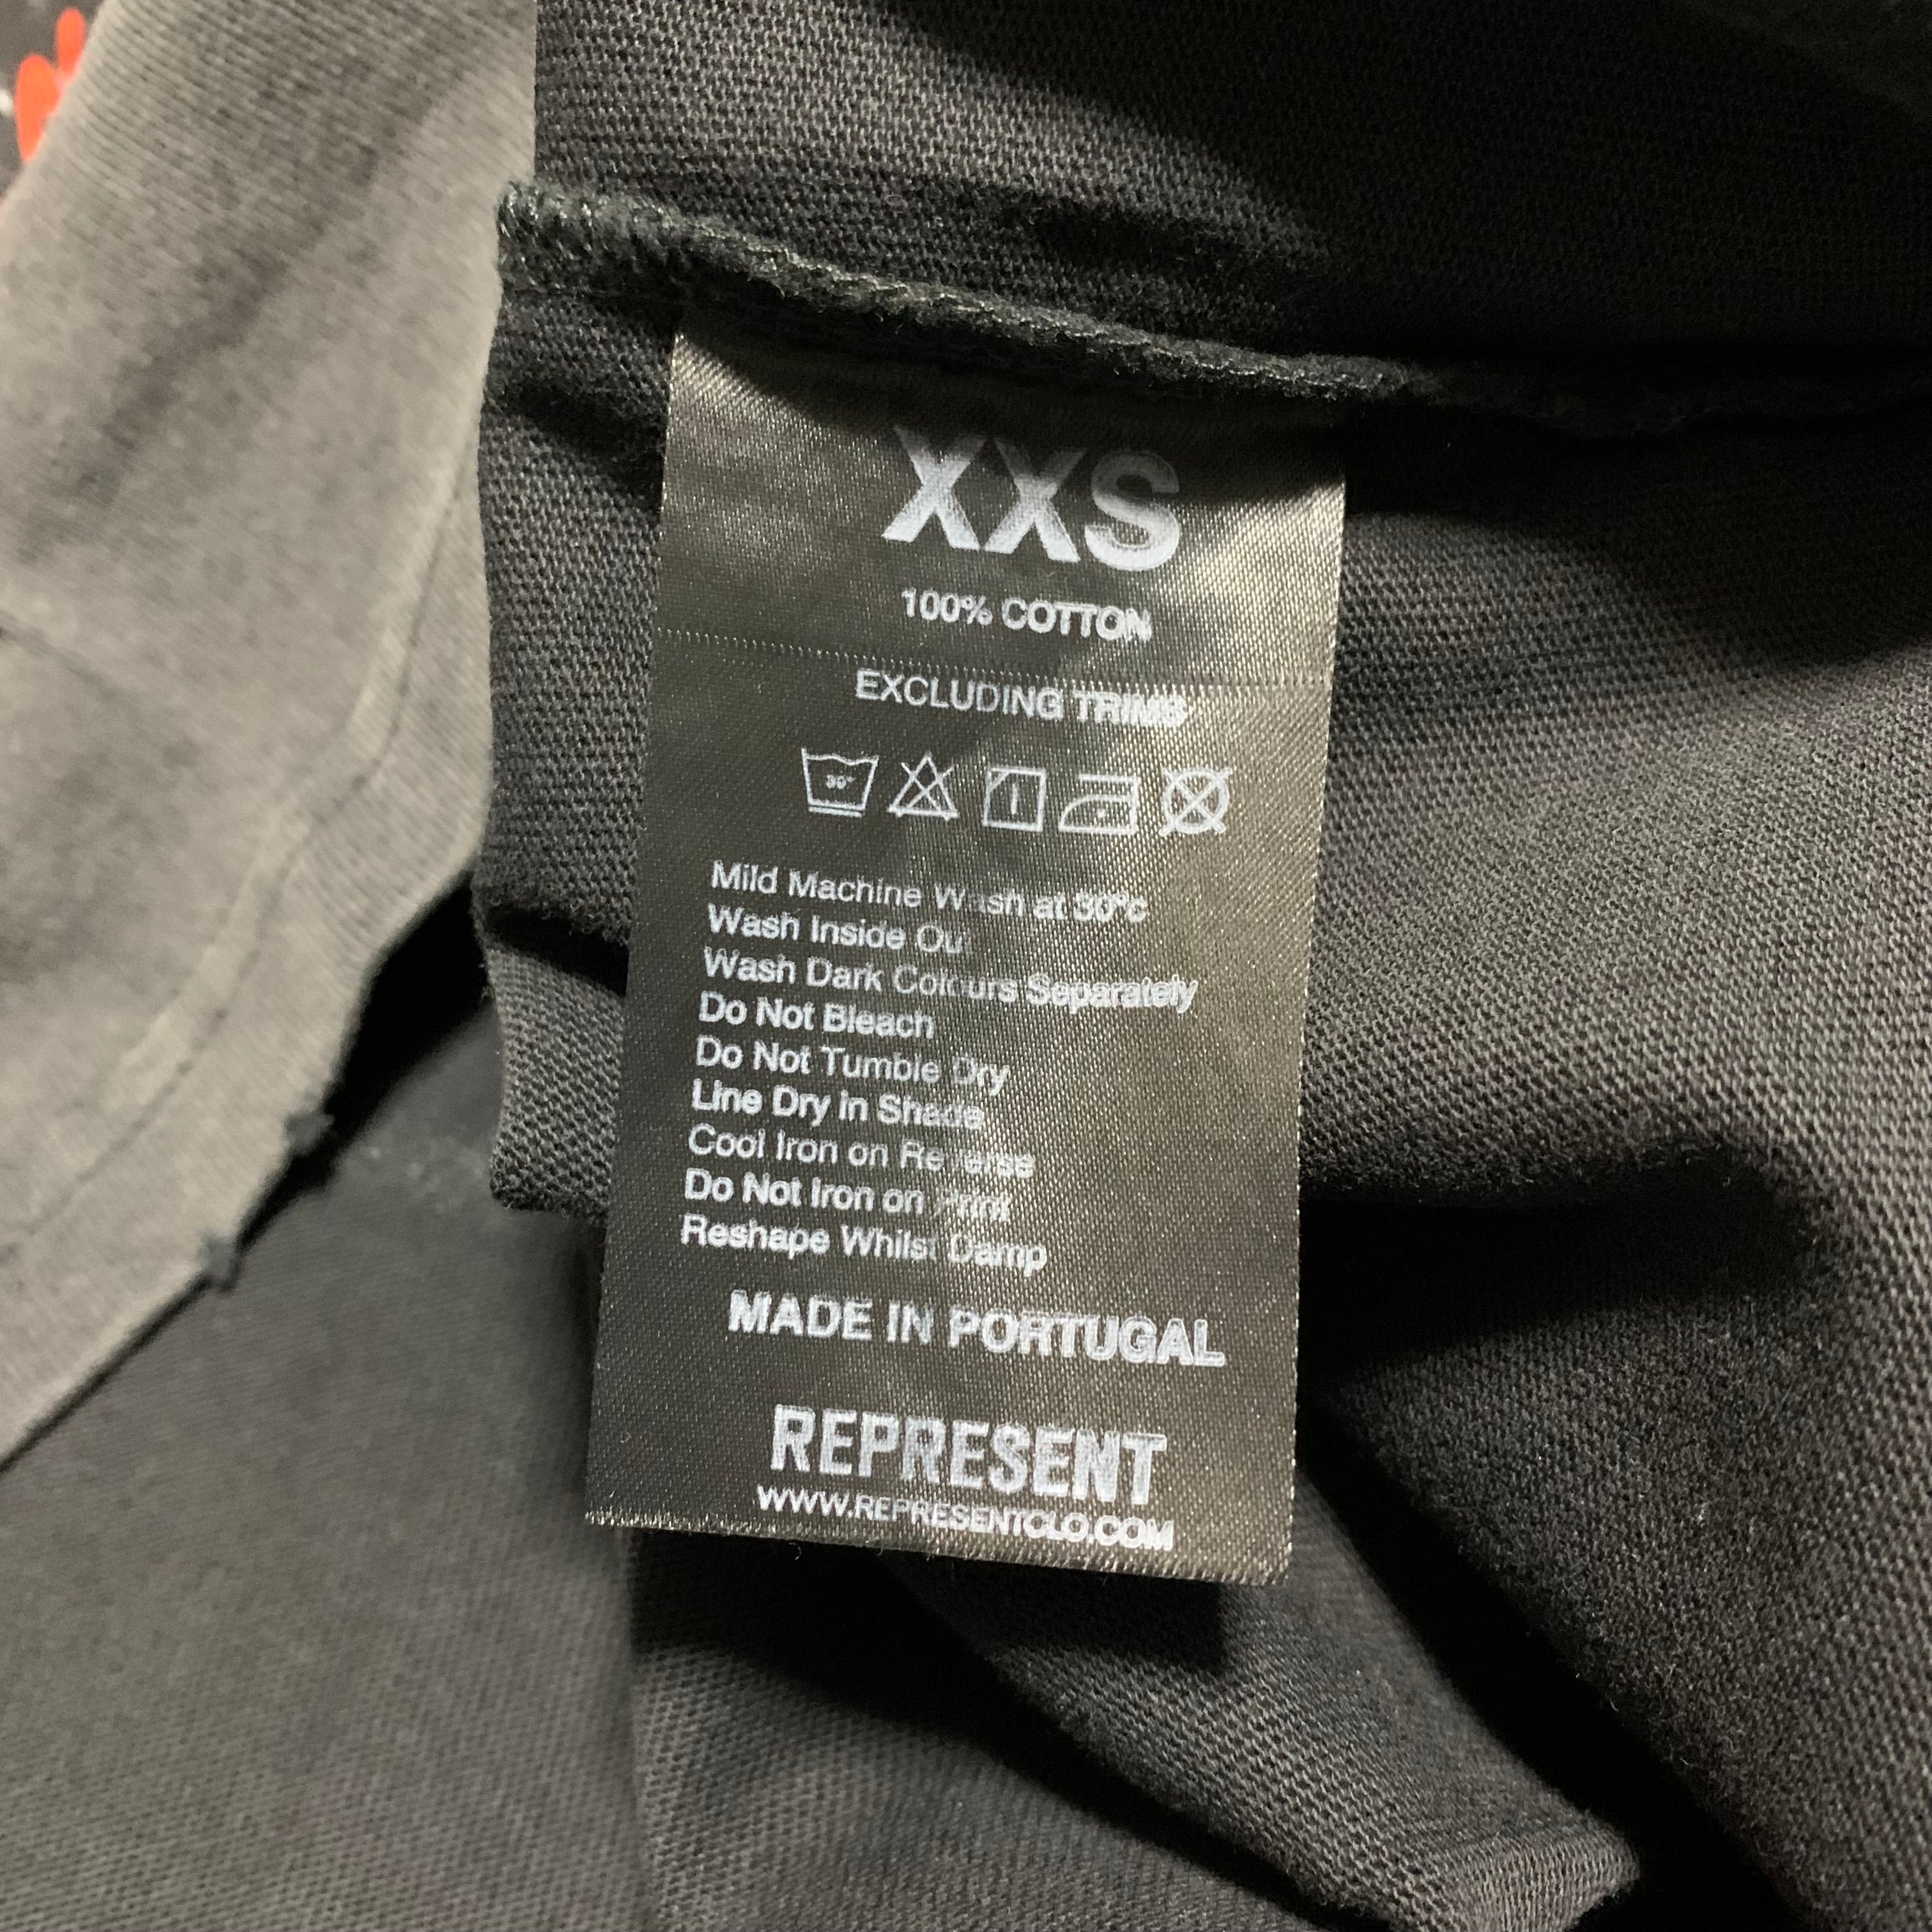 XXS
100% COTTON
EXCLUDING TRIMS
30°
Mild Machine Wash at 30°c
Wash Inside Out
Wash Dark Colours Separately
Do Not Bleach
Do Not Tumble Dry
Line Dry in Shade
Cool Iron on Reverse
Do Not Iron on Print
Reshape Whilst Damp
MADE IN PORTUGAL
REPRESENT
WWW.REPRESENTCLO.COM